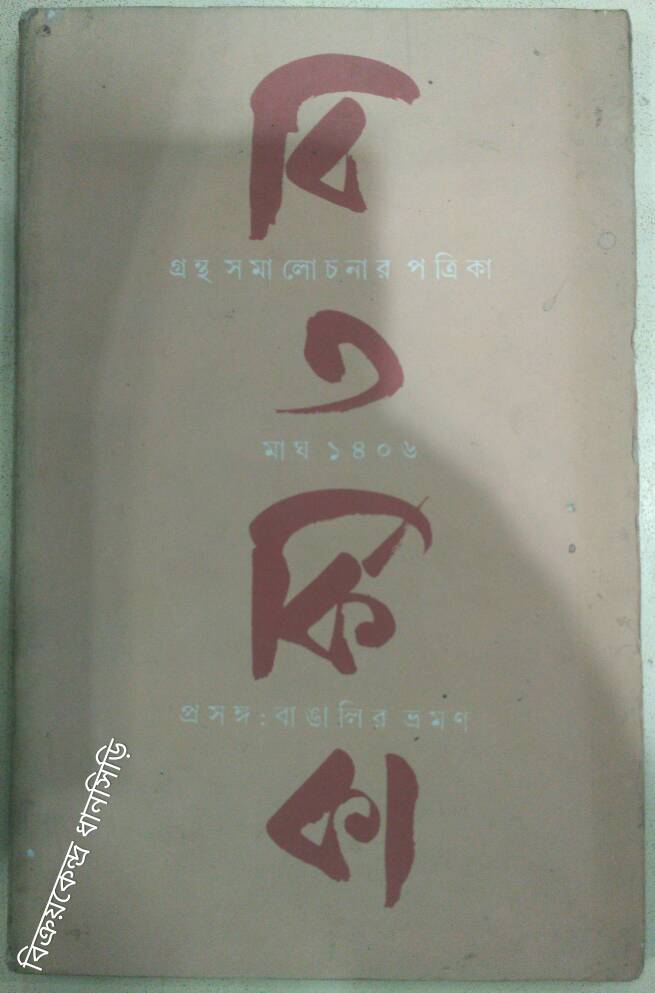 বি
গ্রন্থ সমালোচনার পত্রিকা
ত
মাঘ ১৪০৬
র্কি
প্রসঙ্গ : বাঙালির ভ্রমণ
কা
বিক্রয়কেন্দ্র ধানসিড়ি